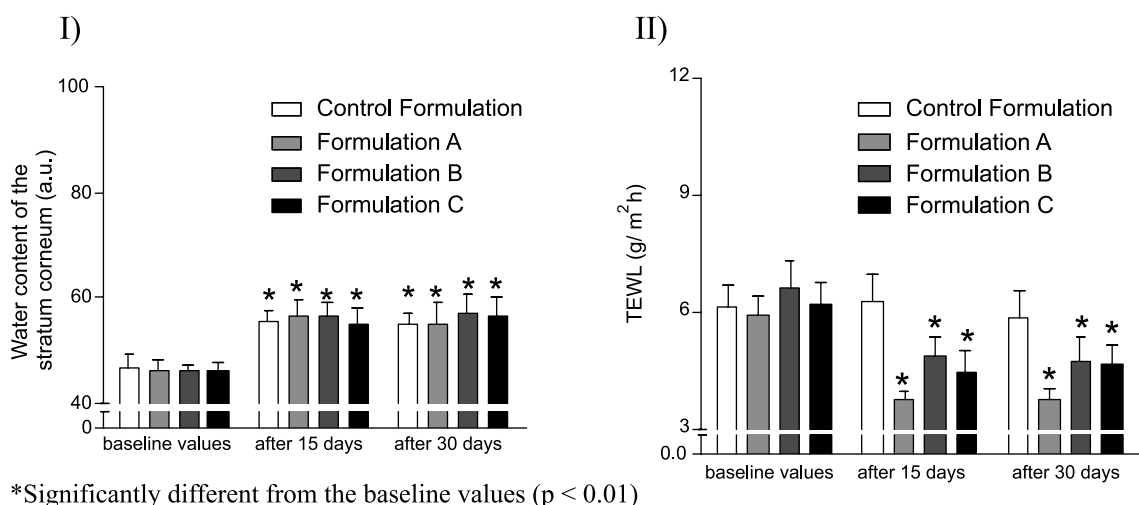 I)
100
80
60
40
0
Water content of the
stratum corneum (a.u.)
Control Formulation
Formulation A
Formulation B
Formulation C
* * * * * * * *
baseline values after 15 days after 30 days
II)
12
9
6
3
0.0
TEWL (g/ m² h)
Control Formulation
Formulation A
Formulation B
Formulation C
* * * * * *
baseline values after 15 days after 30 days
*Significantly different from the baseline values (p < 0.01)